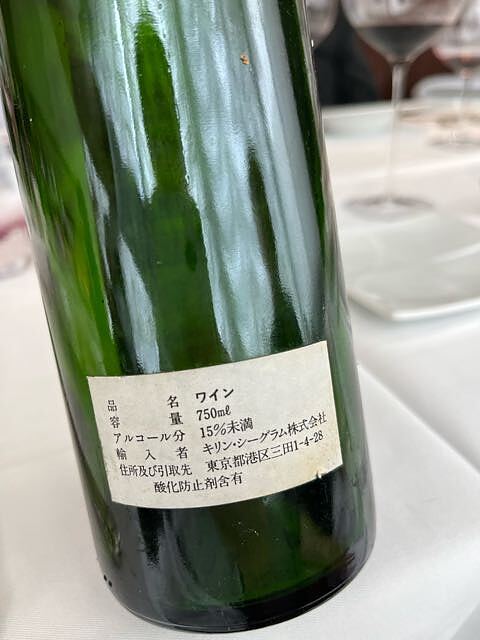 品名 ワイン
容量 750mℓ
アルコール分 15%未満
輸入者 キリン・シーグラム株式会社
住所及び引取先 東京都港区三田1-4-28
酸化防止剤含有